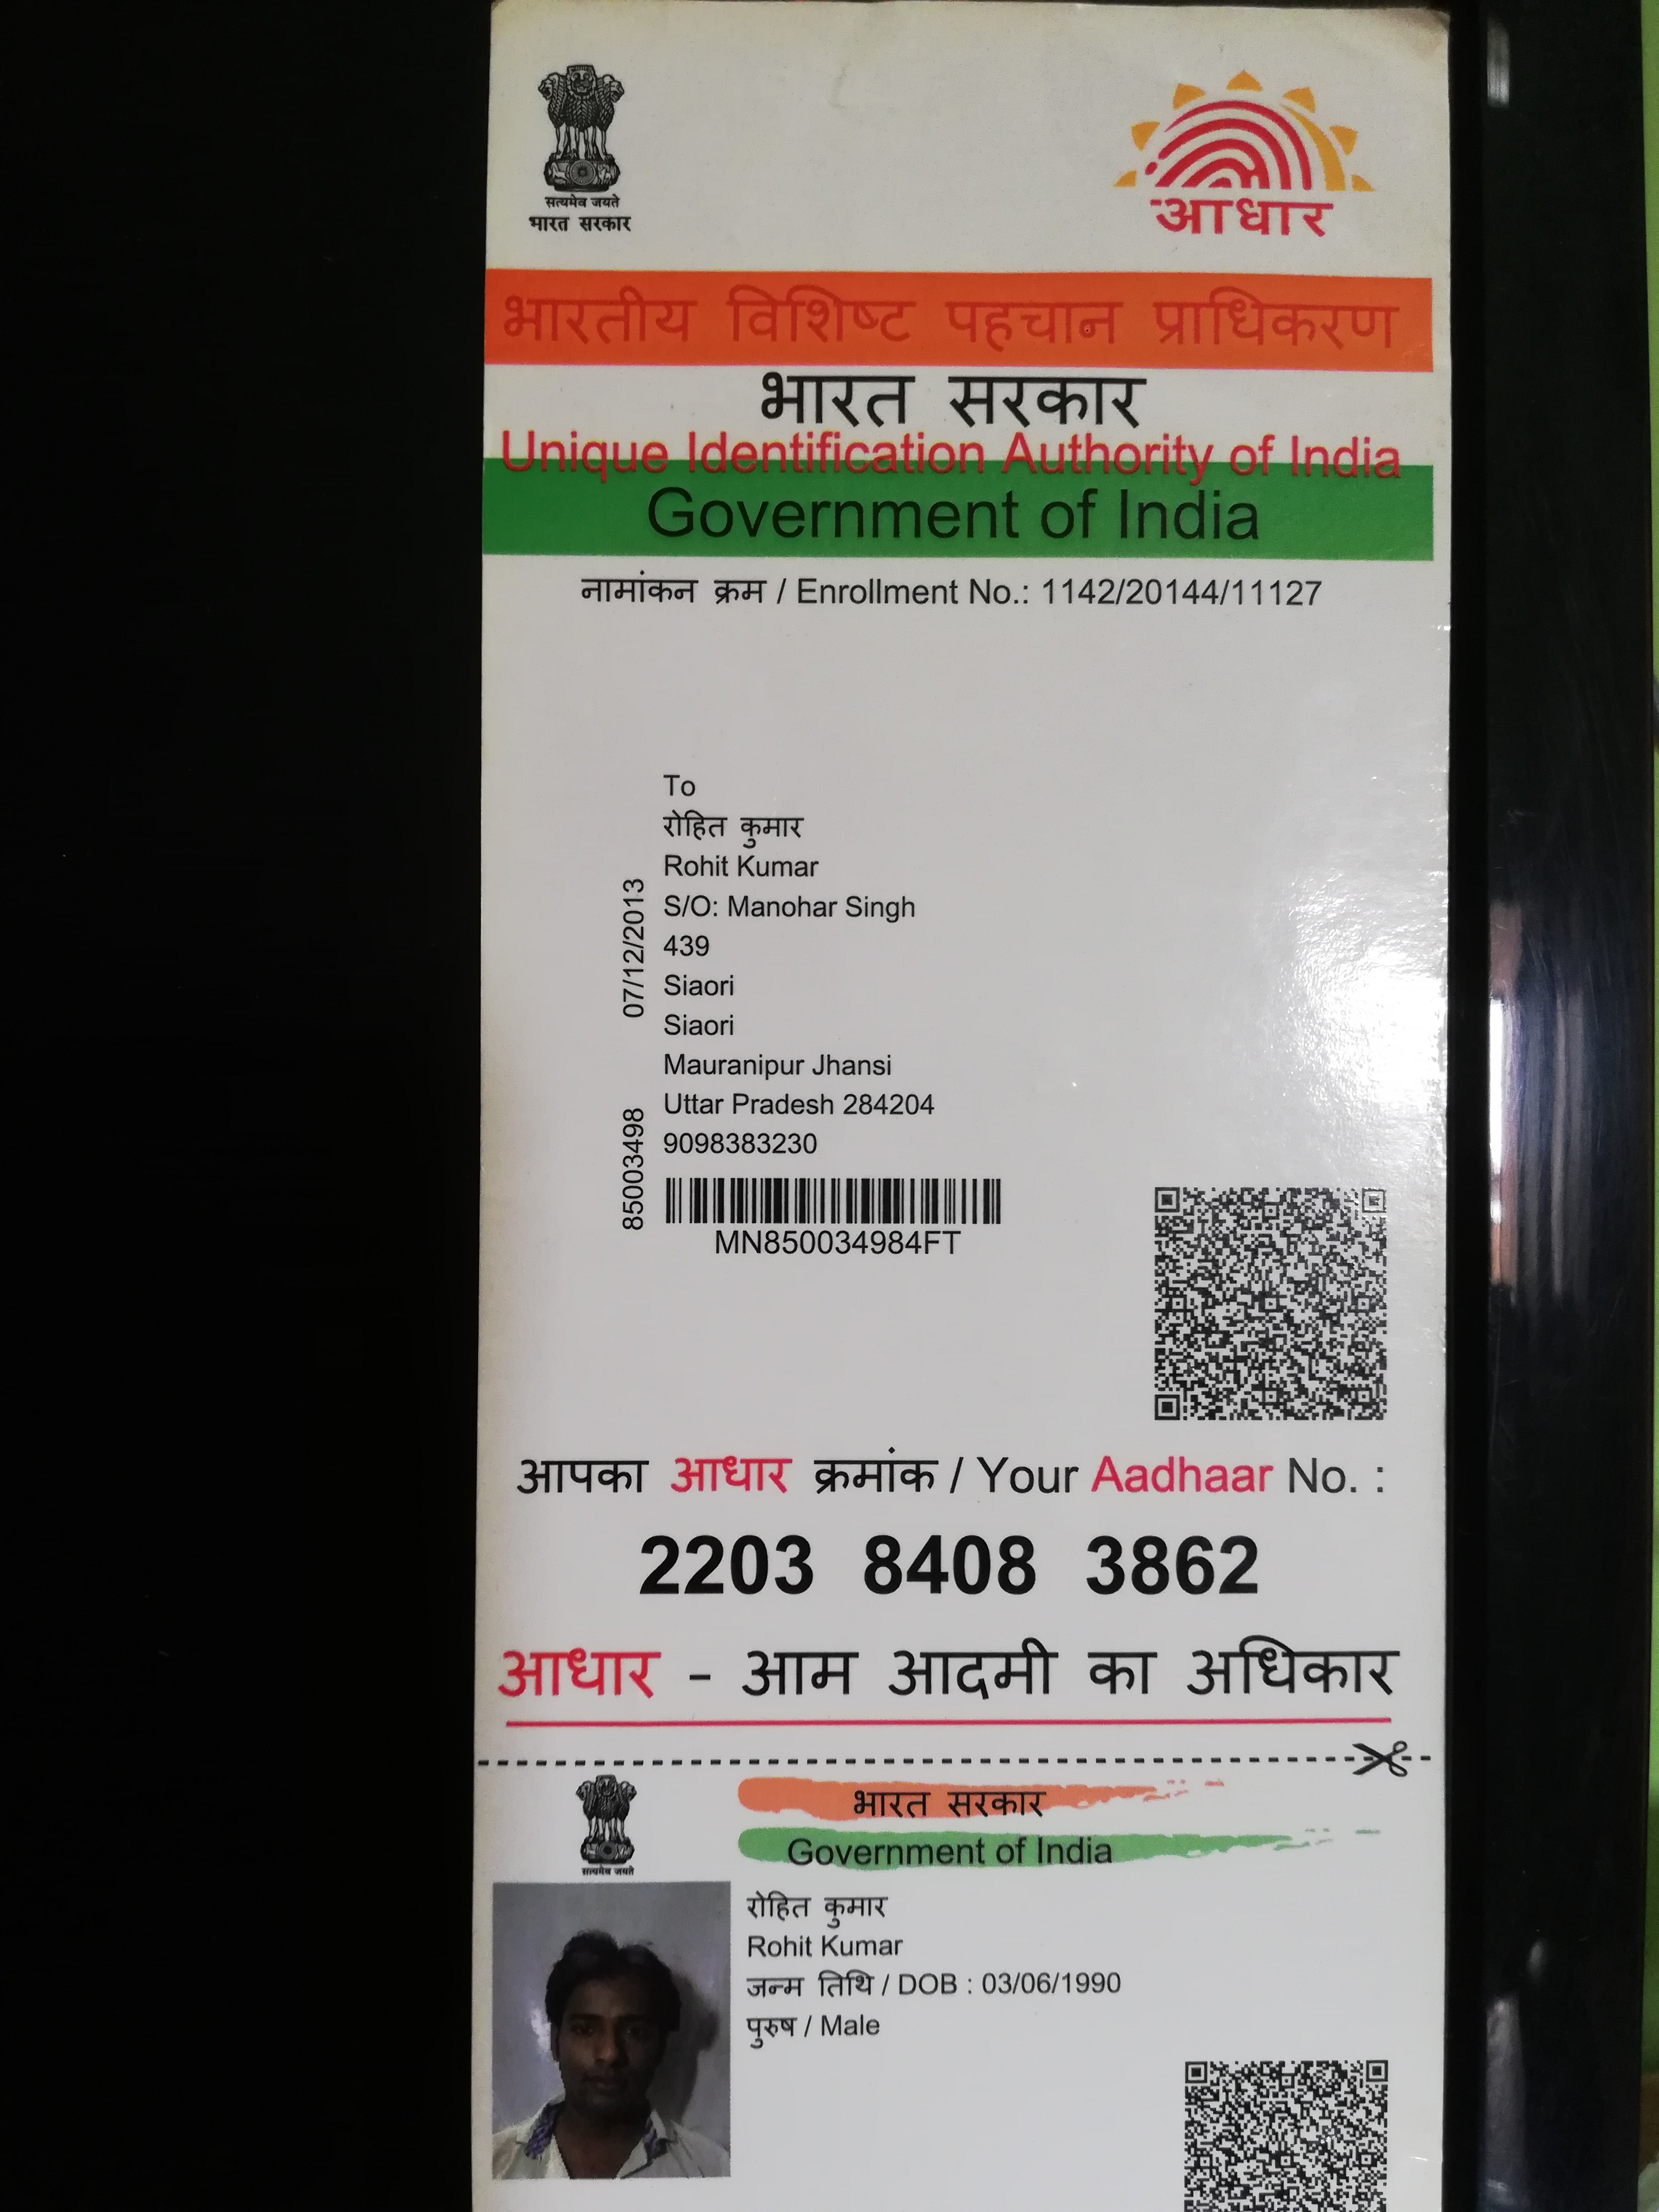 सत्यमेव जयते
भारत सरकार
आधार
भारतीय विशिष्ट पहचान प्राधिकरण
भारत सरकार
Unique Identification Authority of India
Government of India
नामांकन क्रम / Enrollment No.: 1142/20144/11127
To
रोहित कुमार
Rohit Kumar
S/O: Manohar Singh
439
Siaori
Siaori
Mauranipur Jhansi
Uttar Pradesh 284204
9098383230
07/12/2013
85003498
MN850034984FT
आपका आधार क्रमांक / Your Aadhaar No. :
2203 8408 3862
आधार - आम आदमी का अधिकार
सत्यमेव जयते
भारत सरकार
Government of India
रोहित कुमार
Rohit Kumar
जन्म तिथि / DOB : 03/06/1990
पुरुष / Male